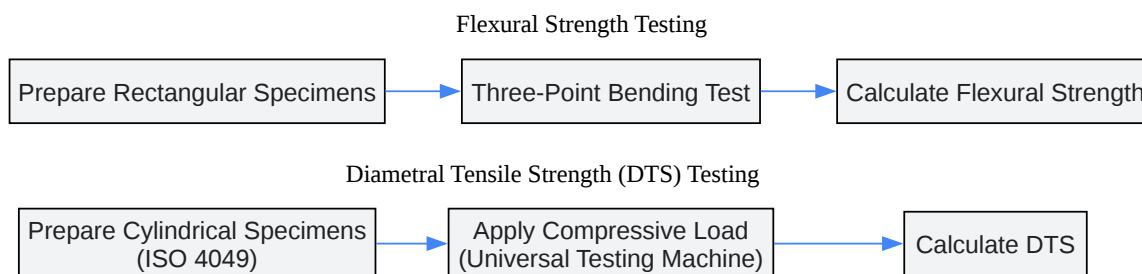 Flexural Strength Testing
Prepare Rectangular Specimens
Three-Point Bending Test
Calculate Flexural Strength
Diametral Tensile Strength (DTS) Testing
Prepare Cylindrical Specimens
(ISO 4049)
Apply Compressive Load
(Universal Testing Machine)
Calculate DTS